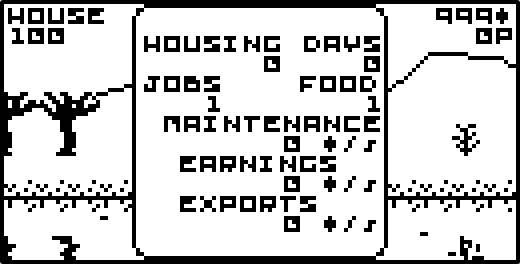 HOUSE
100
999♦
0P
HOUSING DAYS
0 0
JOBS FOOD
1 1
MAINTENANCE
0 ♦/s
EARNINGS
0 ♦/s
EXPORTS
0 ♦/s